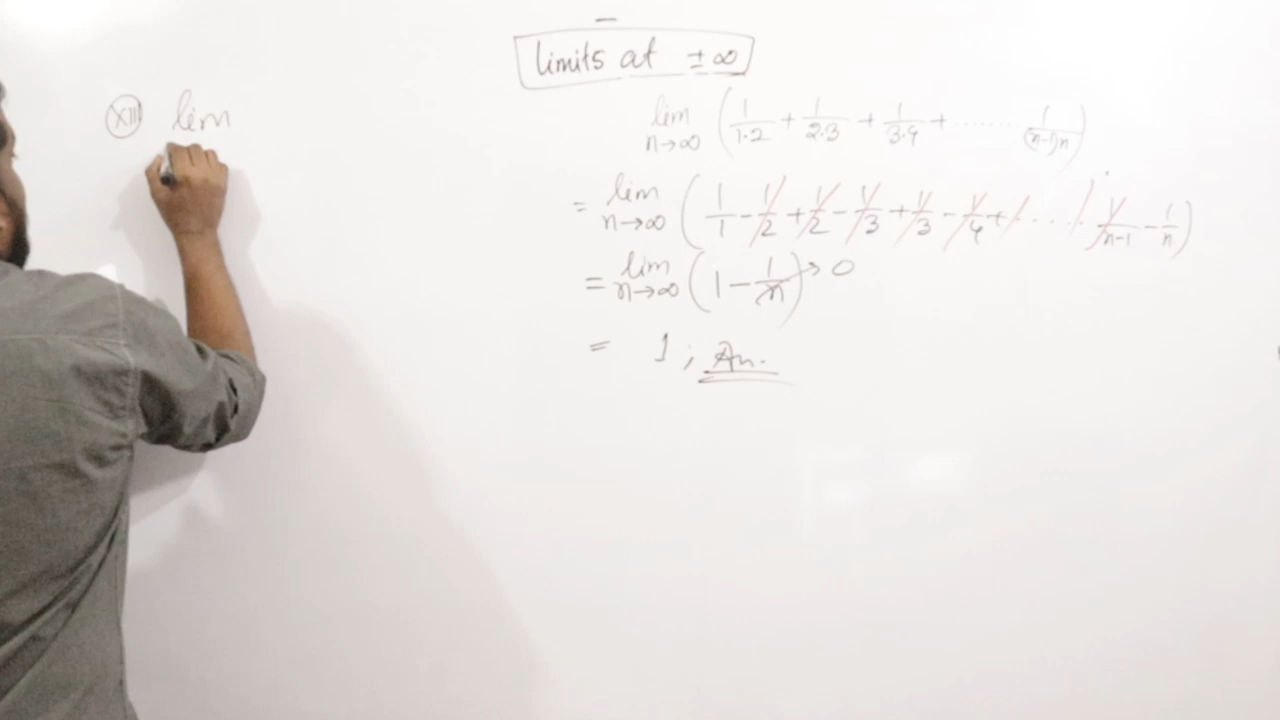 limits at ± ∞
XII lim
lim n→∞ ( 1/1·2 + 1/2·3 + 1/3·4 + ........ 1/(n-1)n )
= lim n→∞ ( 1/1 - 1/2 + 1/2 - 1/3 + 1/3 - 1/4 + ..... 1/n-1 - 1/n )
= lim n→∞ ( 1 - 1/n ) → 0
= 1 ; An.